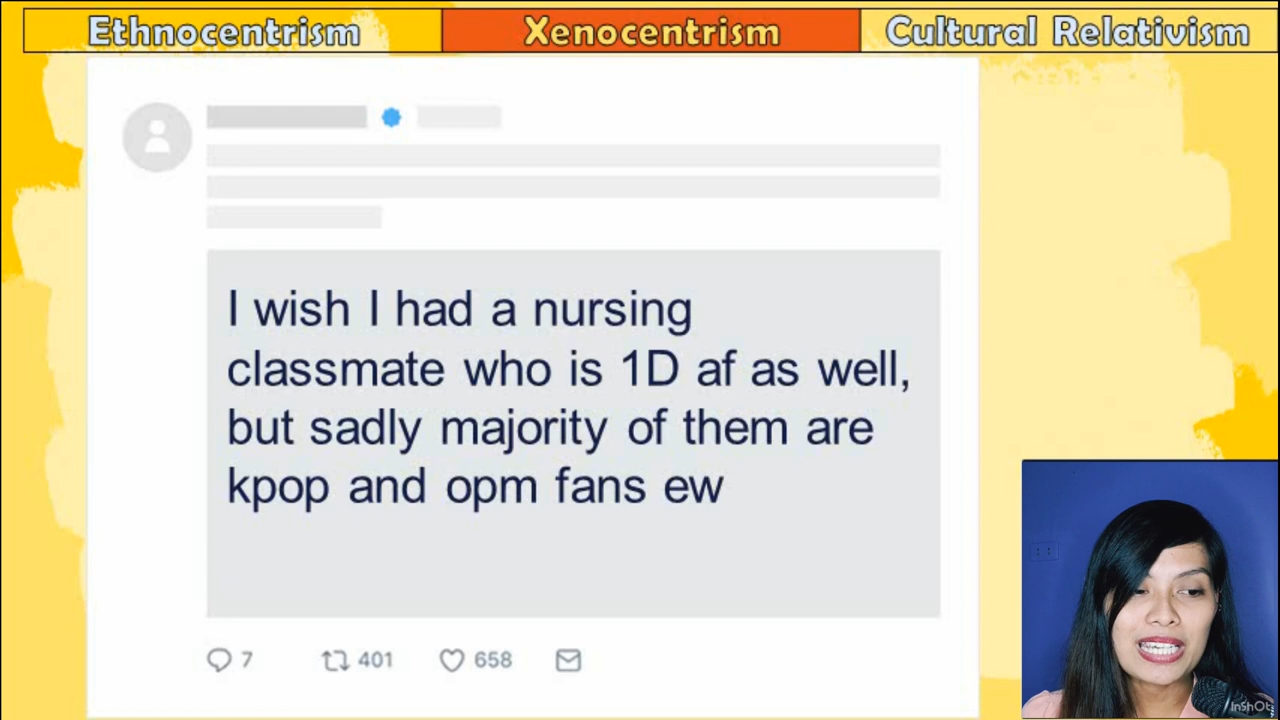 Ethnocentrism Xenocentrism Cultural Relativism
I wish I had a nursing
classmate who is 1D af as well,
but sadly majority of them are
kpop and opm fans ew
7 401 658
InShOt